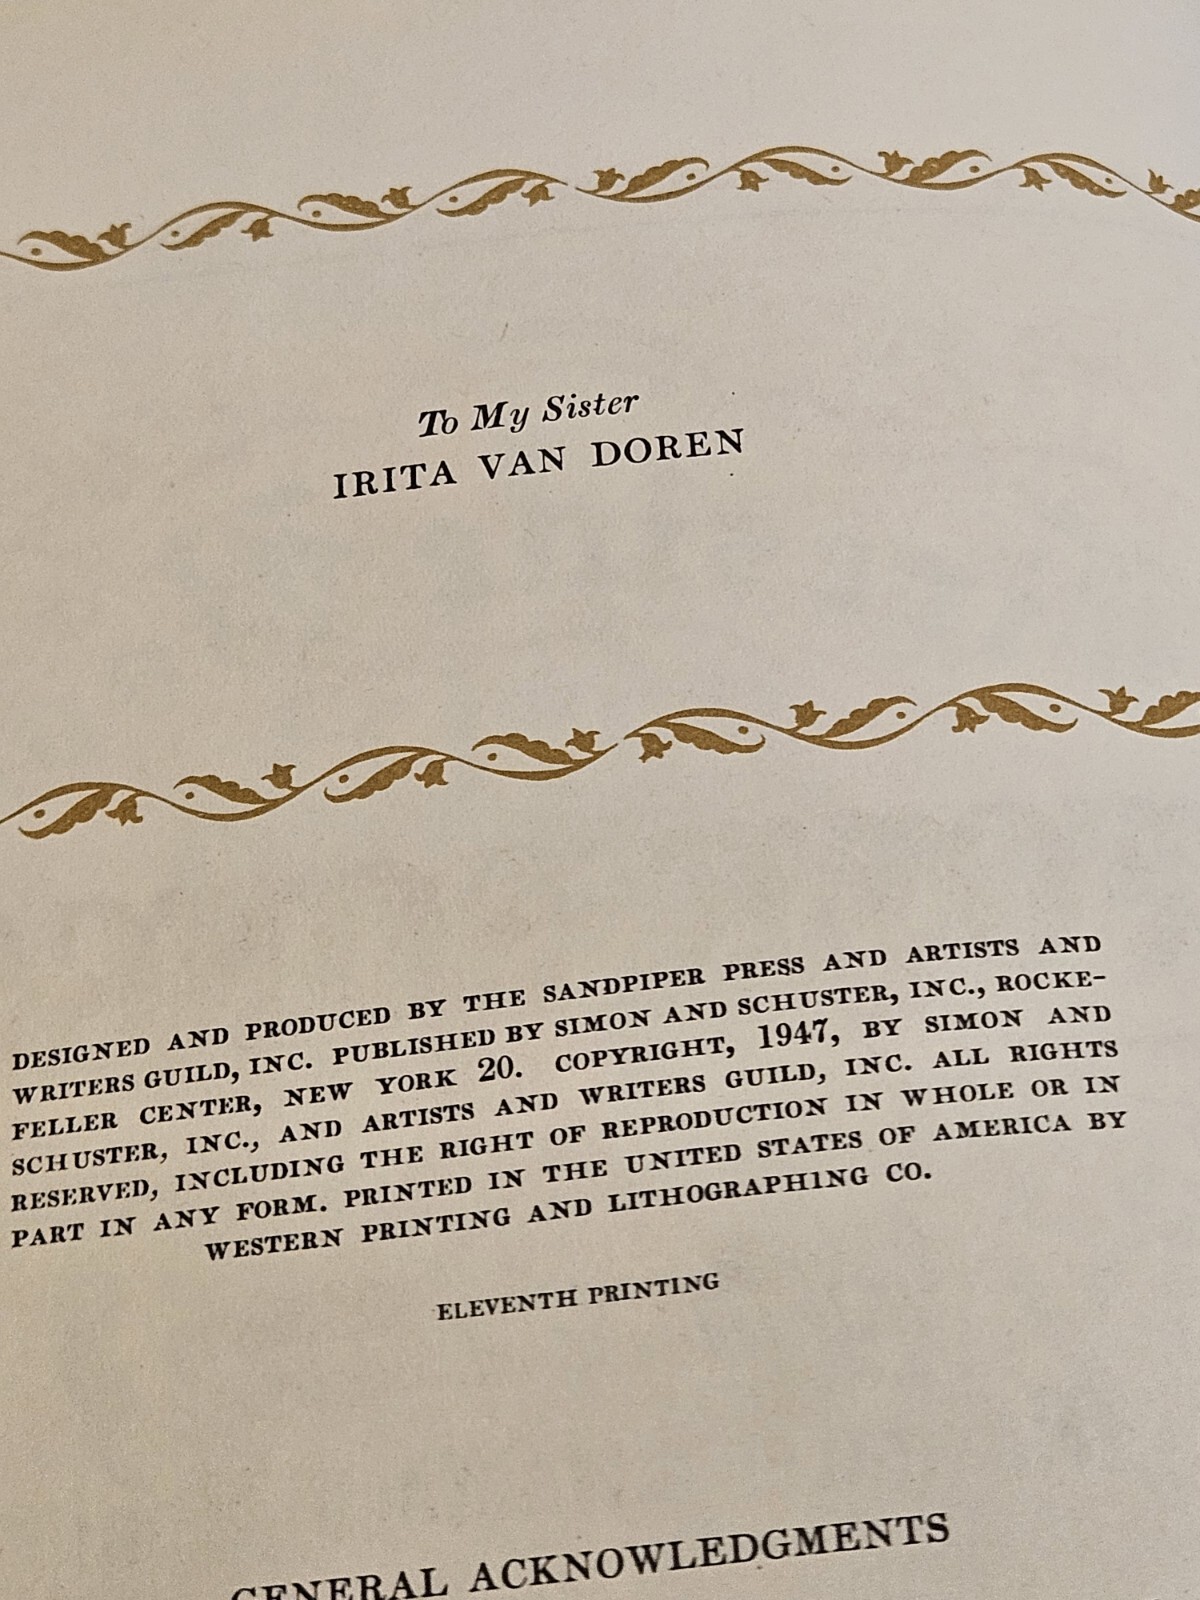 To My Sister
IRITA VAN DOREN
DESIGNED AND PRODUCED BY THE SANDPIPER PRESS AND ARTISTS AND
WRITERS GUILD, INC. PUBLISHED BY SIMON AND SCHUSTER, INC., ROCKE-
FELLER CENTER, NEW YORK 20. COPYRIGHT, 1947, BY SIMON AND
SCHUSTER, INC., AND ARTISTS AND WRITERS GUILD, INC. ALL RIGHTS
RESERVED, INCLUDING THE RIGHT OF REPRODUCTION IN WHOLE OR IN
PART IN ANY FORM. PRINTED IN THE UNITED STATES OF AMERICA BY
WESTERN PRINTING AND LITHOGRAPHING CO.
ELEVENTH PRINTING
GENERAL ACKNOWLEDGMENTS